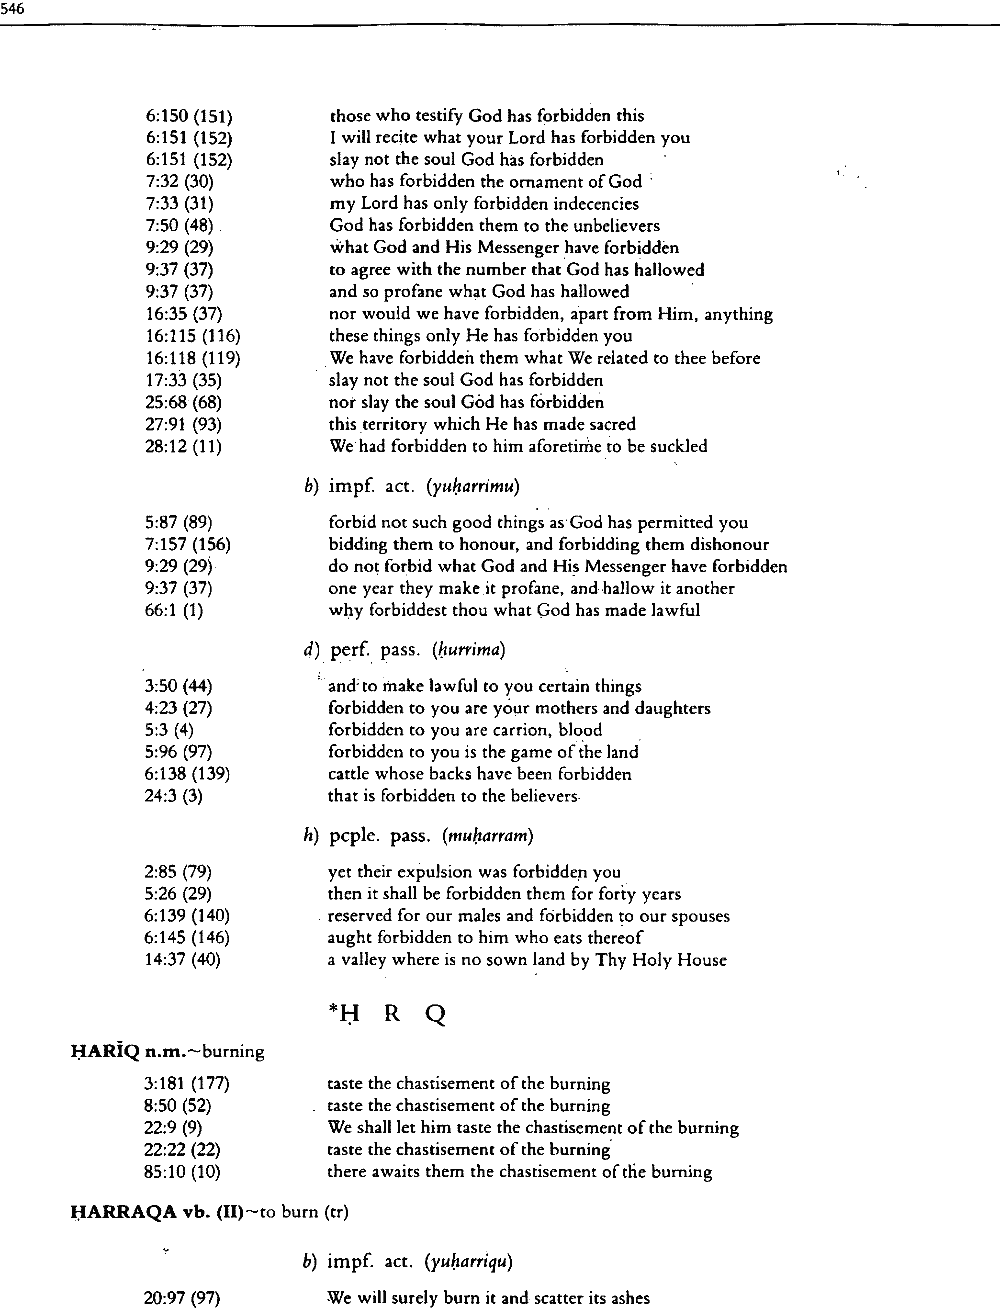 546
6:150 (151) those who testify God has forbidden this
6:151 (152) I will recite what your Lord has forbidden you
6:151 (152) slay not the soul God has forbidden
7:32 (30) who has forbidden the ornament of God
7:33 (31) my Lord has only forbidden indecencies
7:50 (48) God has forbidden them to the unbelievers
9:29 (29) what God and His Messenger have forbidden
9:37 (37) to agree with the number that God has hallowed
9:37 (37) and so profane what God has hallowed
16:35 (37) nor would we have forbidden, apart from Him, anything
16:115 (116) these things only He has forbidden you
16:118 (119) We have forbidden them what We related to thee before
17:33 (35) slay not the soul God has forbidden
25:68 (68) nor slay the soul God has forbidden
27:91 (93) this territory which He has made sacred
28:12 (11) We had forbidden to him aforetime to be suckled
b) impf. act. (yuḥarrimu)
5:87 (89) forbid not such good things as God has permitted you
7:157 (156) bidding them to honour, and forbidding them dishonour
9:29 (29) do not forbid what God and His Messenger have forbidden
9:37 (37) one year they make it profane, and hallow it another
66:1 (1) why forbiddest thou what God has made lawful
d) perf. pass. (ḥurrima)
3:50 (44) and to make lawful to you certain things
4:23 (27) forbidden to you are your mothers and daughters
5:3 (4) forbidden to you are carrion, blood
5:96 (97) forbidden to you is the game of the land
6:138 (139) cattle whose backs have been forbidden
24:3 (3) that is forbidden to the believers
h) pcple. pass. (muḥarram)
2:85 (79) yet their expulsion was forbidden you
5:26 (29) then it shall be forbidden them for forty years
6:139 (140) reserved for our males and forbidden to our spouses
6:145 (146) aught forbidden to him who eats thereof
14:37 (40) a valley where is no sown land by Thy Holy House
*Ḥ R Q
ḤARĪQ n.m.~burning
3:181 (177) taste the chastisement of the burning
8:50 (52) taste the chastisement of the burning
22:9 (9) We shall let him taste the chastisement of the burning
22:22 (22) taste the chastisement of the burning
85:10 (10) there awaits them the chastisement of the burning
ḤARRAQA vb. (II)~to burn (tr)
b) impf. act. (yuḥarriqu)
20:97 (97) We will surely burn it and scatter its ashes